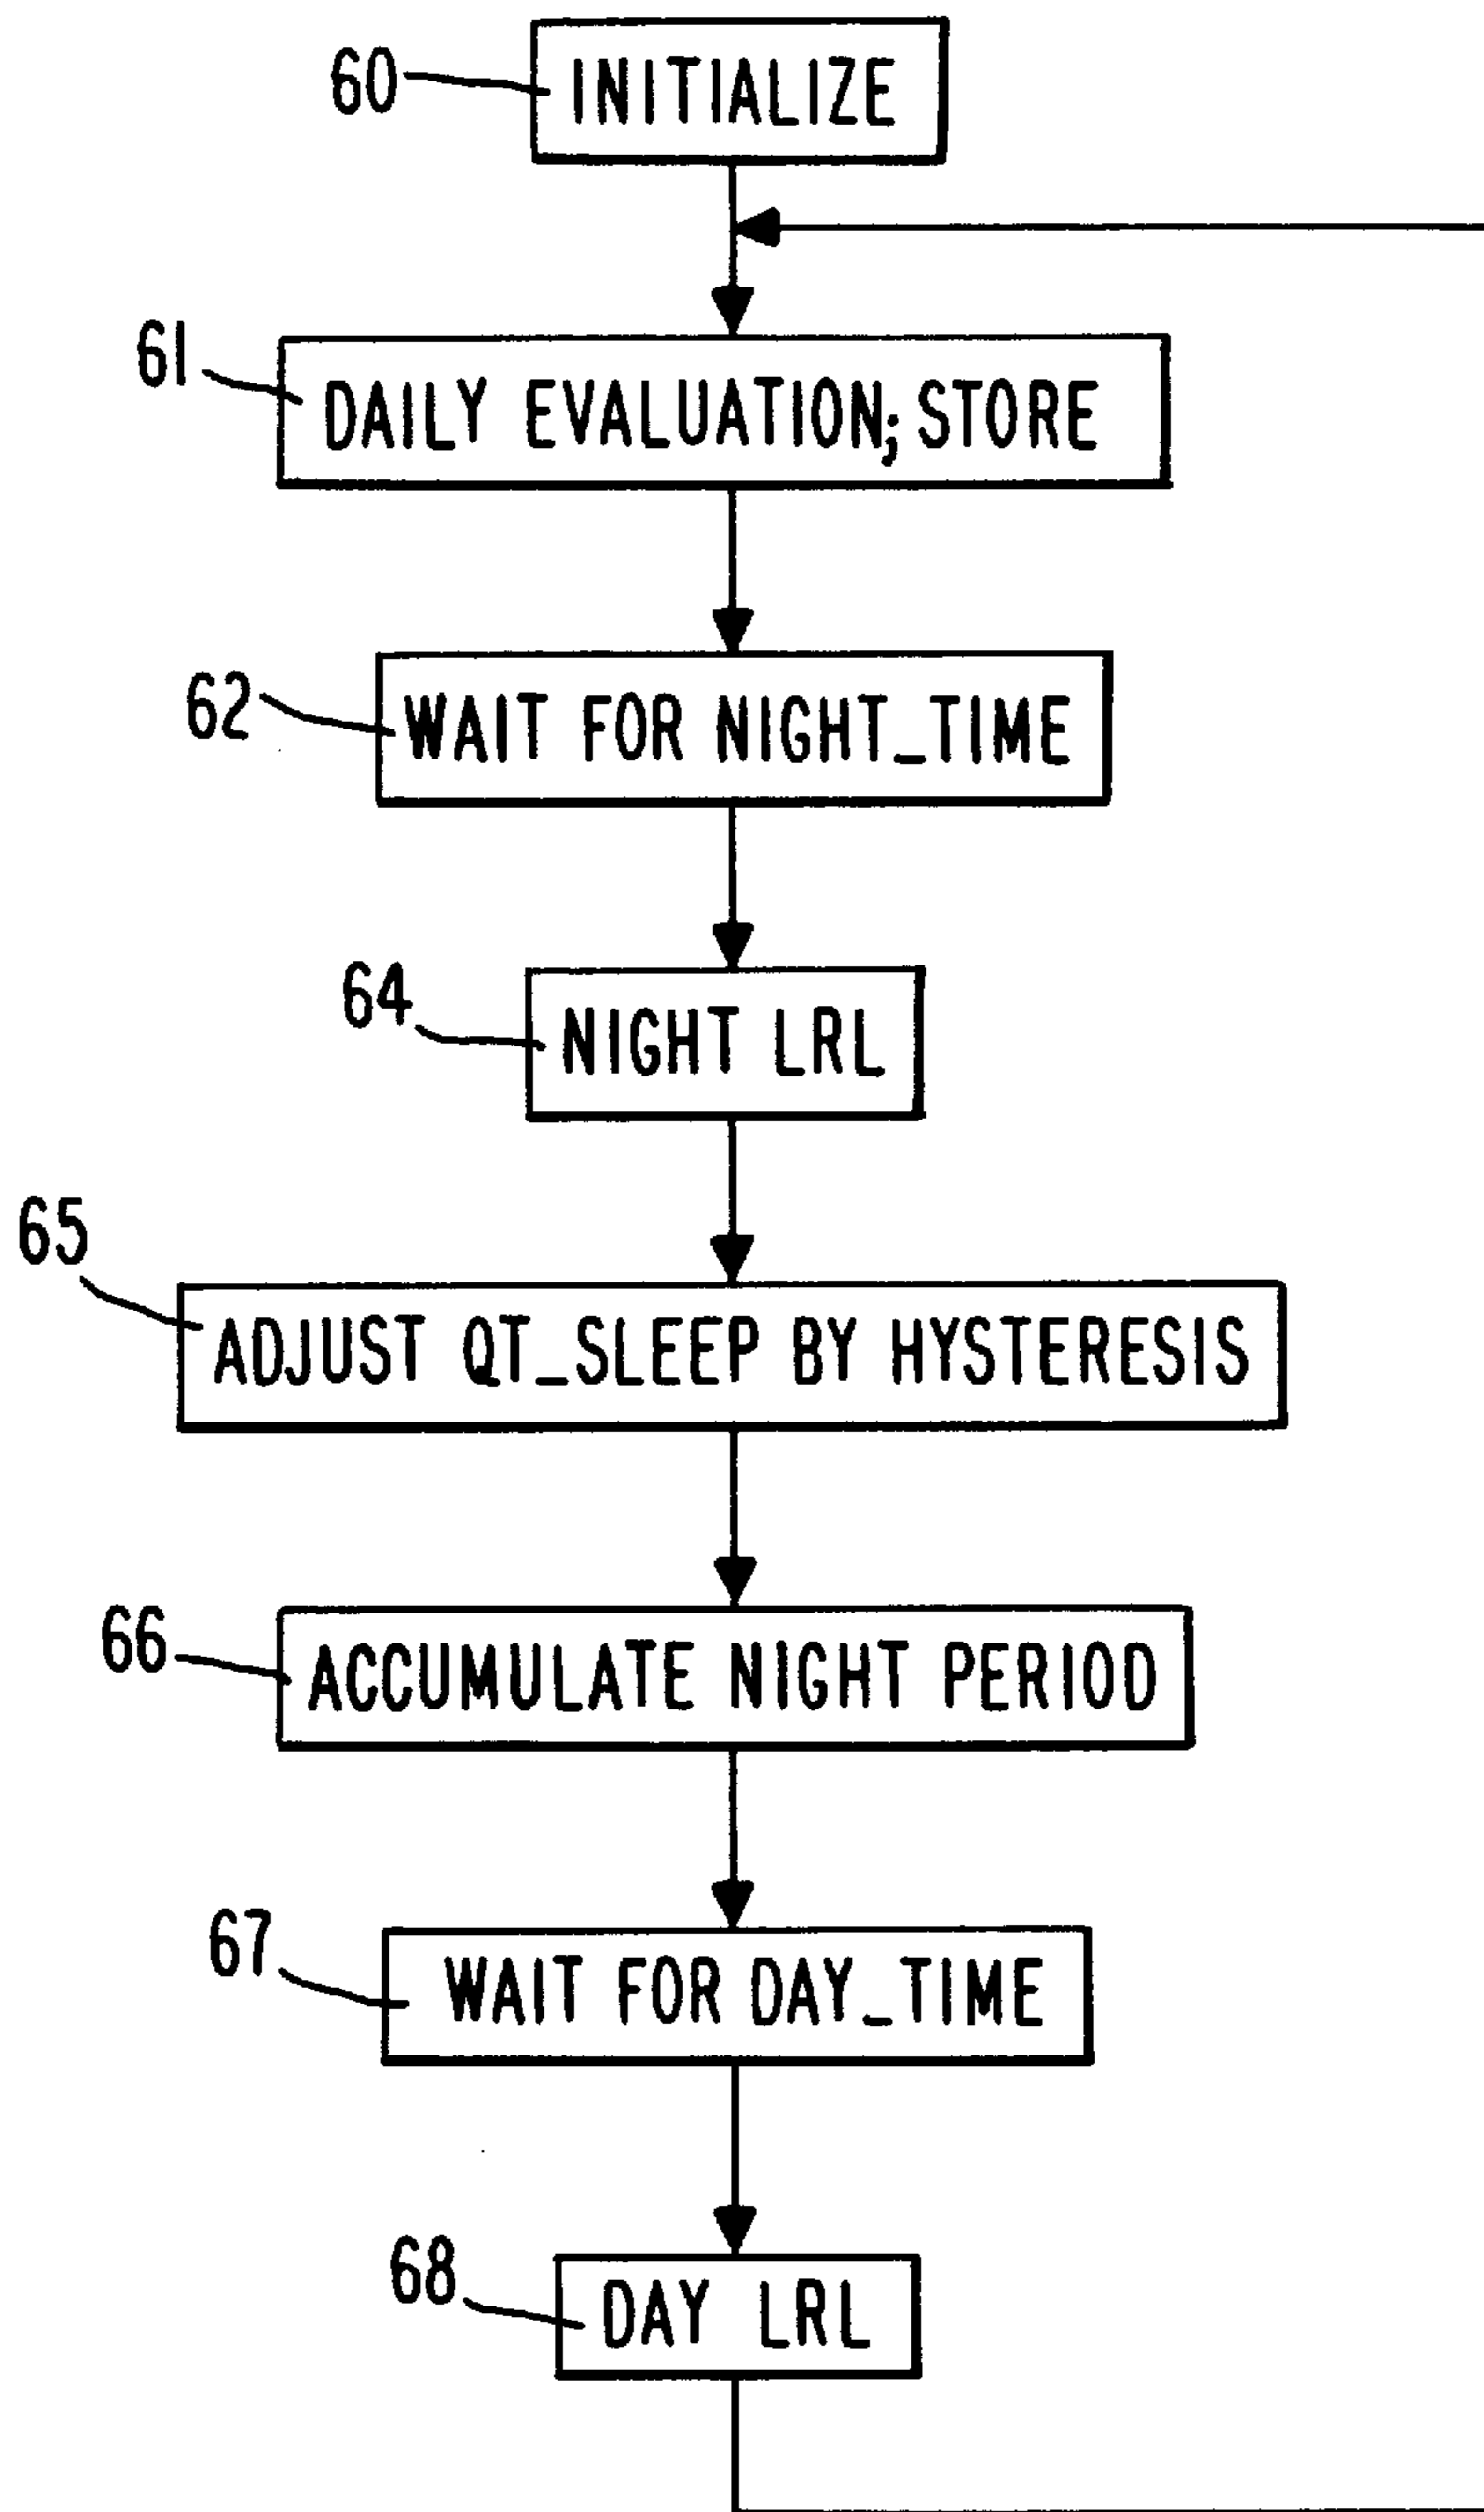 60
INITIALIZE
61
DAILY EVALUATION; STORE
62
WAIT FOR NIGHT_TIME
64
NIGHT LRL
65
ADJUST QT_SLEEP BY HYSTERESIS
66
ACCUMULATE NIGHT PERIOD
67
WAIT FOR DAY_TIME
68
DAY LRL